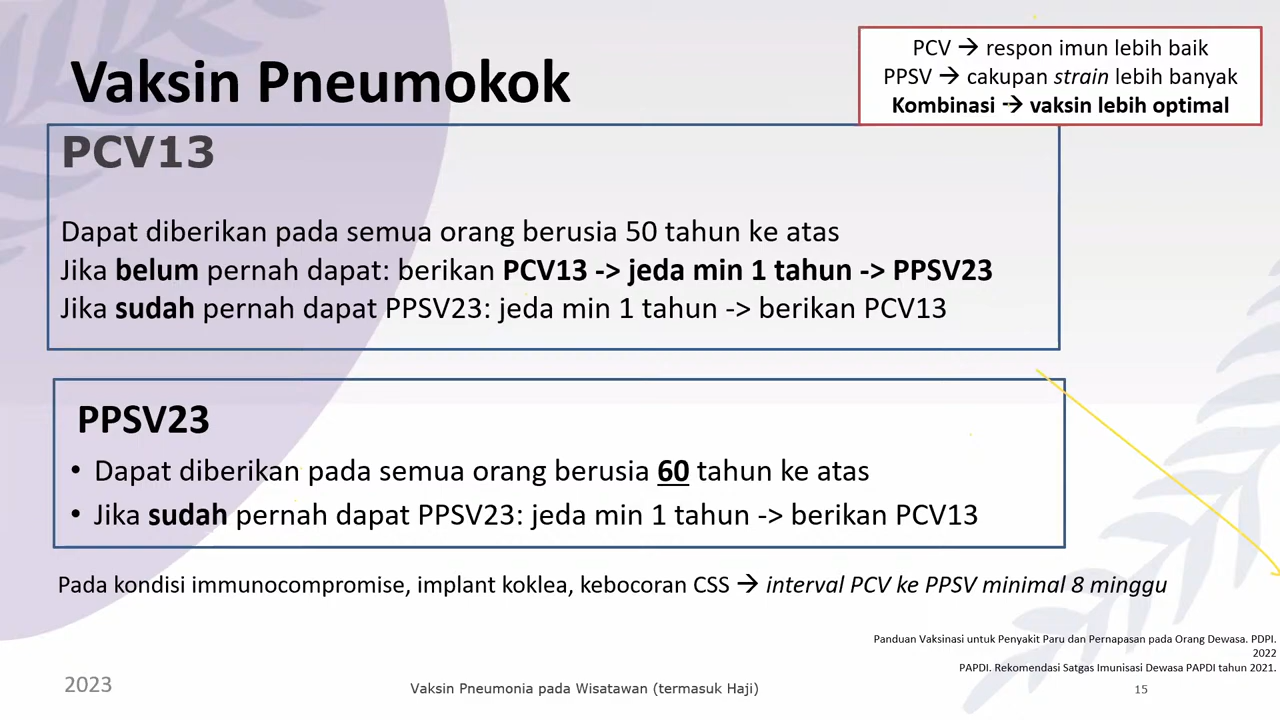 Vaksin Pneumokok
PCV → respon imun lebih baik
PPSV → cakupan strain lebih banyak
Kombinasi → vaksin lebih optimal
PCV13
Dapat diberikan pada semua orang berusia 50 tahun ke atas
Jika belum pernah dapat: berikan PCV13 -> jeda min 1 tahun -> PPSV23
Jika sudah pernah dapat PPSV23: jeda min 1 tahun -> berikan PCV13
PPSV23
• Dapat diberikan pada semua orang berusia 60 tahun ke atas
• Jika sudah pernah dapat PPSV23: jeda min 1 tahun -> berikan PCV13
Pada kondisi immunocompromise, implant koklea, kebocoran CSS → interval PCV ke PPSV minimal 8 minggu
Panduan Vaksinasi untuk Penyakit Paru dan Pernapasan pada Orang Dewasa. PDPI.
2022
PAPDI. Rekomendasi Satgas Imunisasi Dewasa PAPDI tahun 2021.
2023
Vaksin Pneumonia pada Wisatawan (termasuk Haji)
15